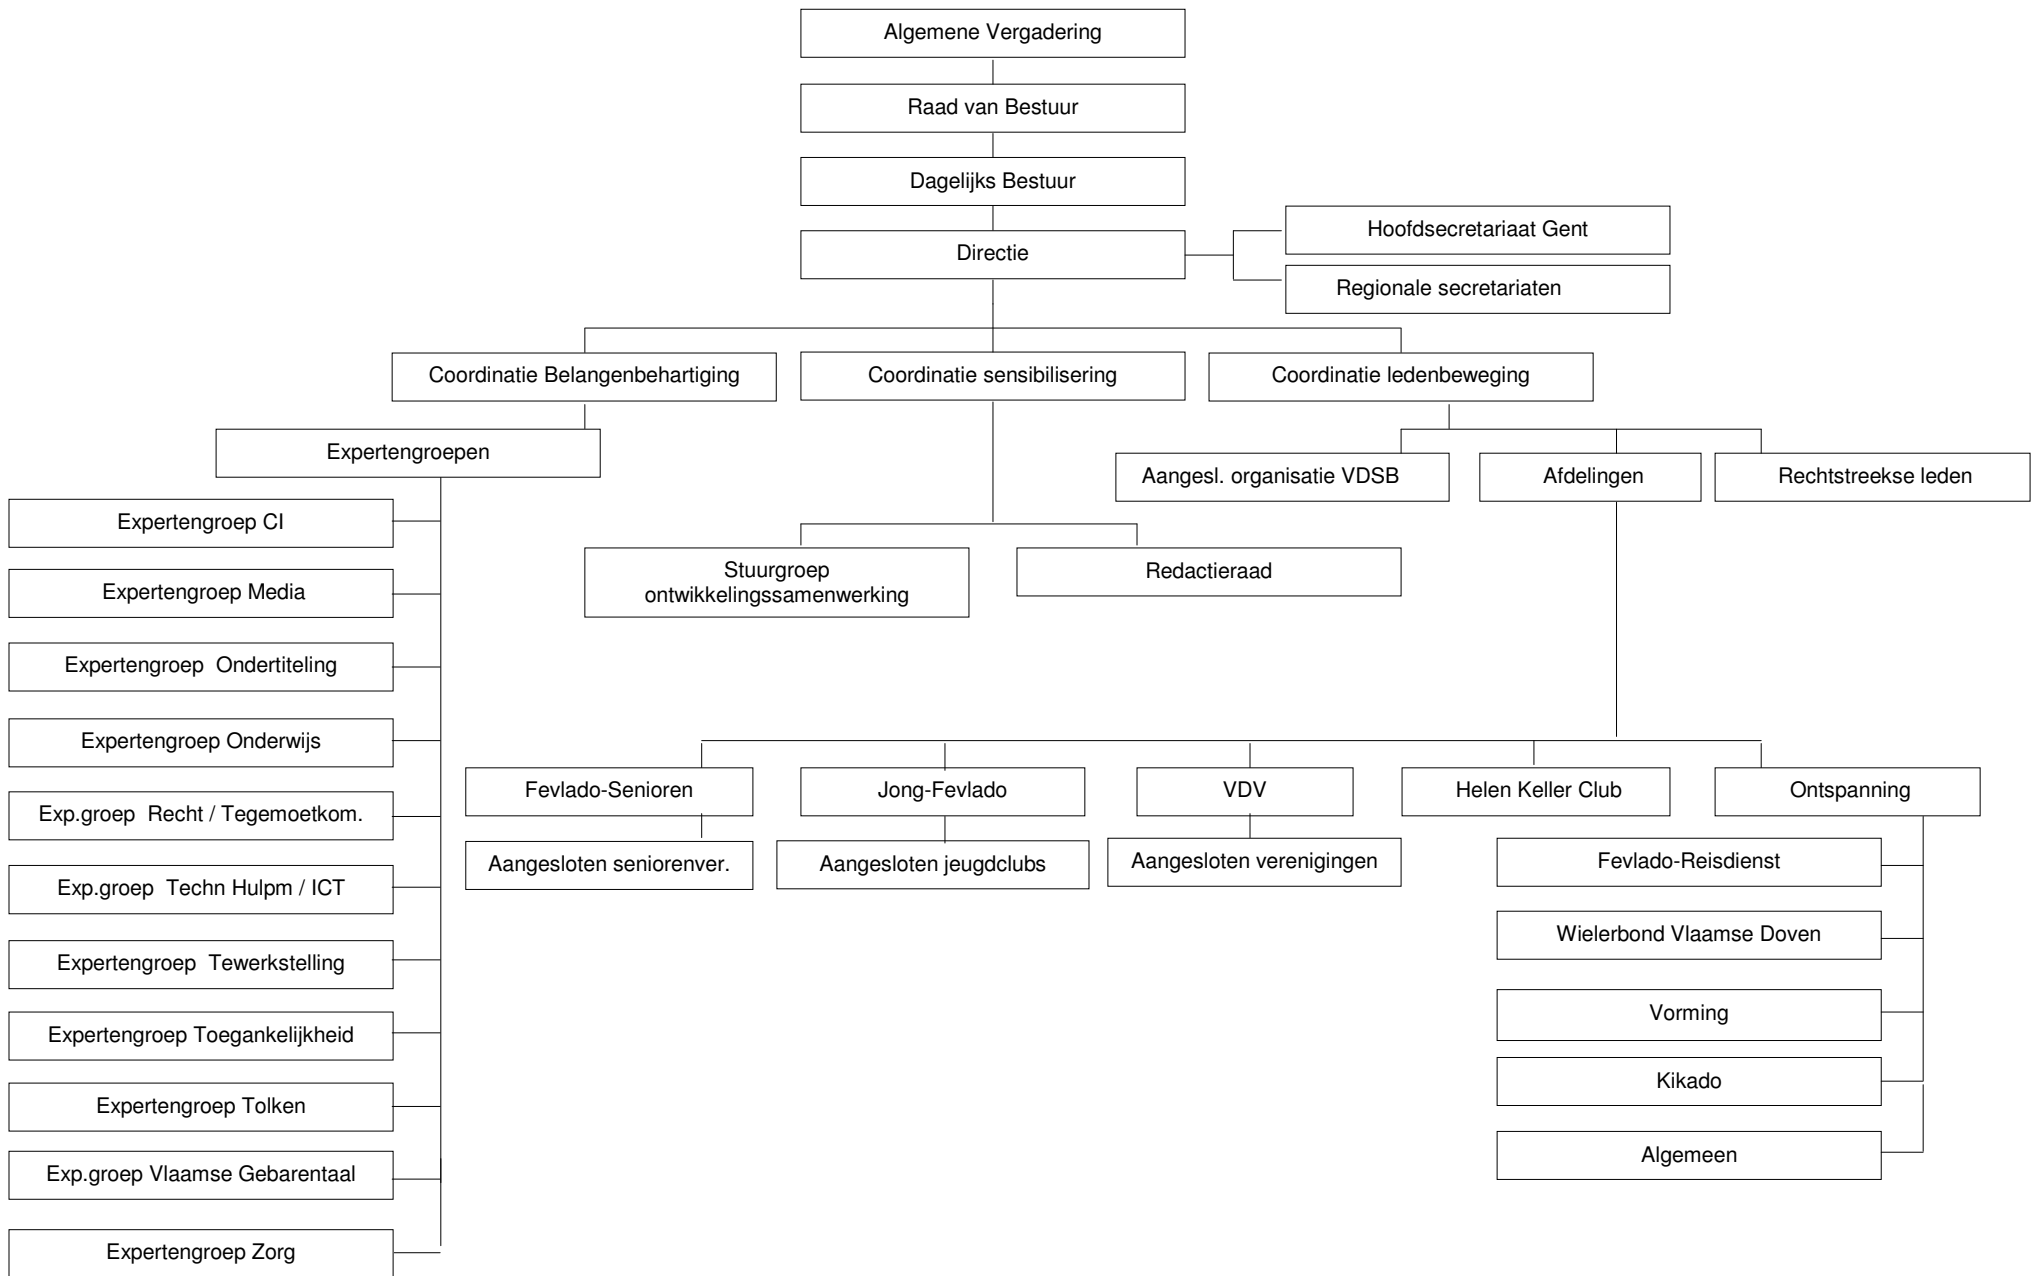 Algemene Vergadering
Raad van Bestuur
Dagelijks Bestuur
Directie
Hoofdsecretariaat Gent
Regionale secretariaten
Coordinatie Belangenbehartiging
Coordinatie sensibilisering
Coordinatie ledenbeweging
Expertengroepen
Aangesl. organisatie VDSB
Afdelingen
Rechtstreekse leden
Expertengroep CI
Expertengroep Media
Expertengroep  Ondertiteling
Expertengroep Onderwijs
Exp.groep  Recht / Tegemoetkom.
Exp.groep  Techn Hulpm / ICT
Expertengroep  Tewerkstelling
Expertengroep Toegankelijkheid
Expertengroep Tolken
Exp.groep Vlaamse Gebarentaal
Expertengroep Zorg
Stuurgroep
ontwikkelingssamenwerking
Redactieraad
Fevlado-Senioren
Jong-Fevlado
VDV
Helen Keller Club
Ontspanning
Aangesloten seniorenver.
Aangesloten jeugdclubs
Aangesloten verenigingen
Fevlado-Reisdienst
Wielerbond Vlaamse Doven
Vorming
Kikado
Algemeen